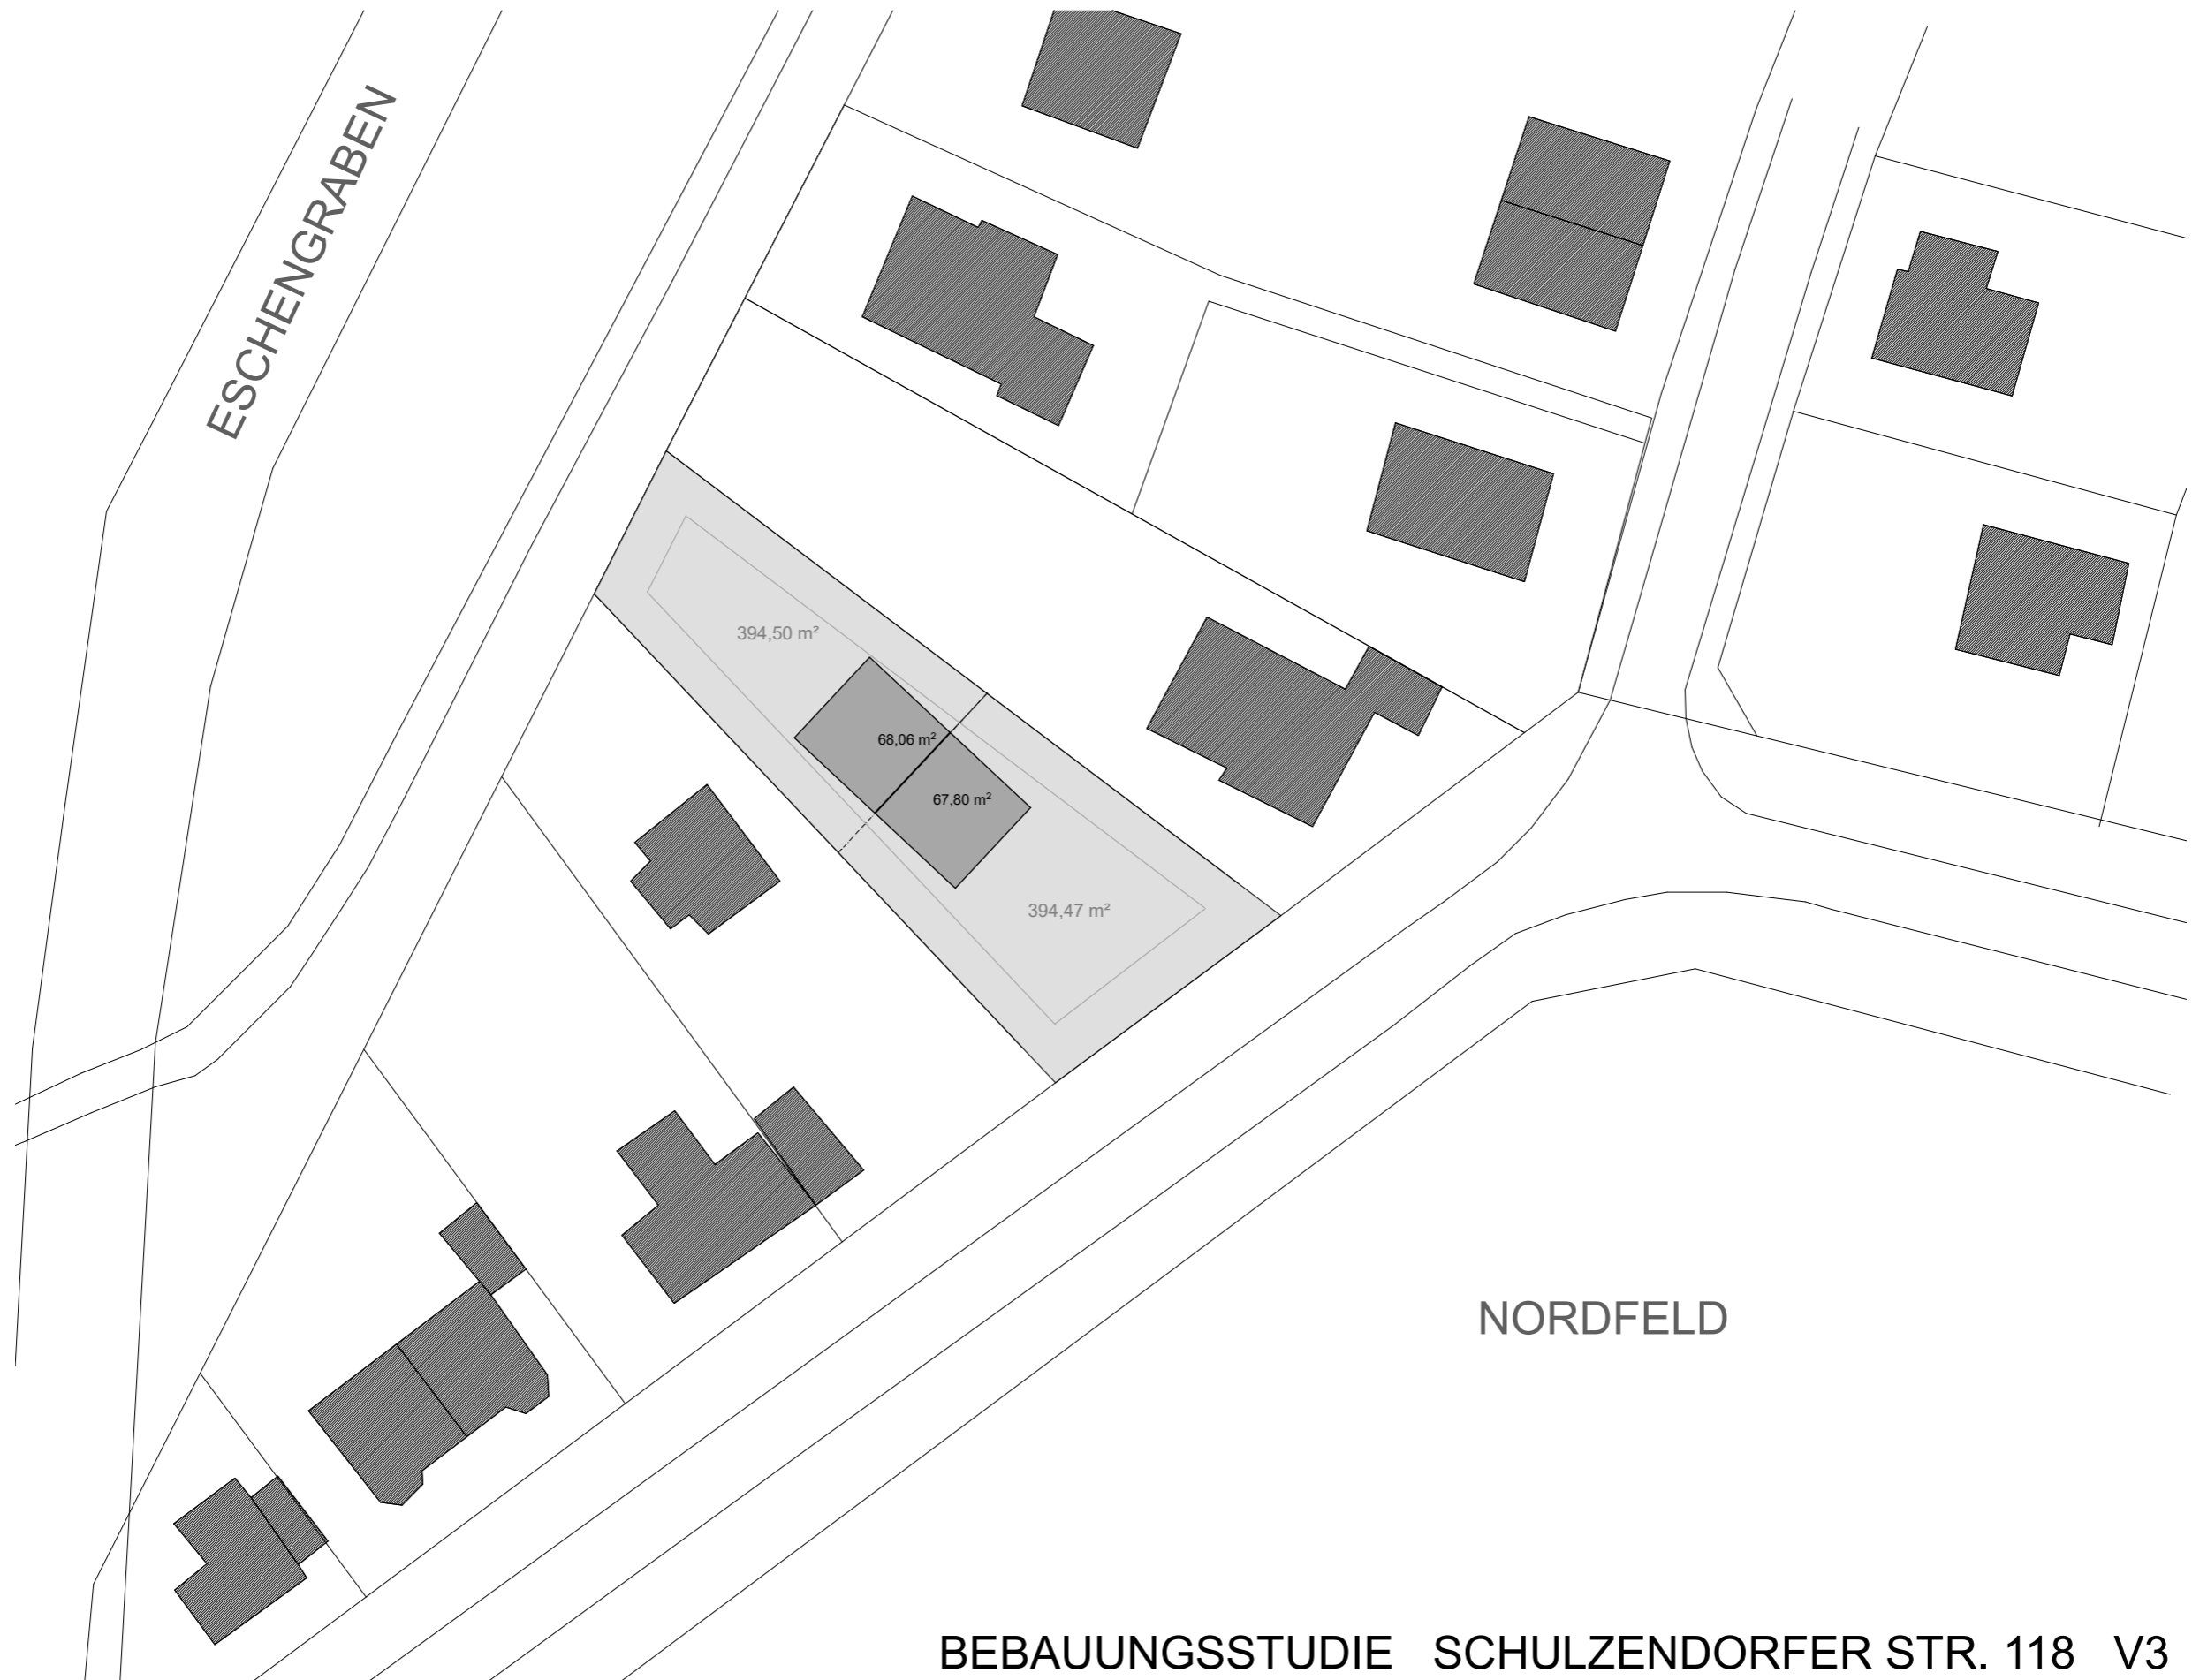 ESCHENGRABEN
394,50 m²
68,06 m²
67,80 m²
394,47 m²
NORDFELD
BEBAUUNGSSTUDIE SCHULZENDORFER STR. 118 V3